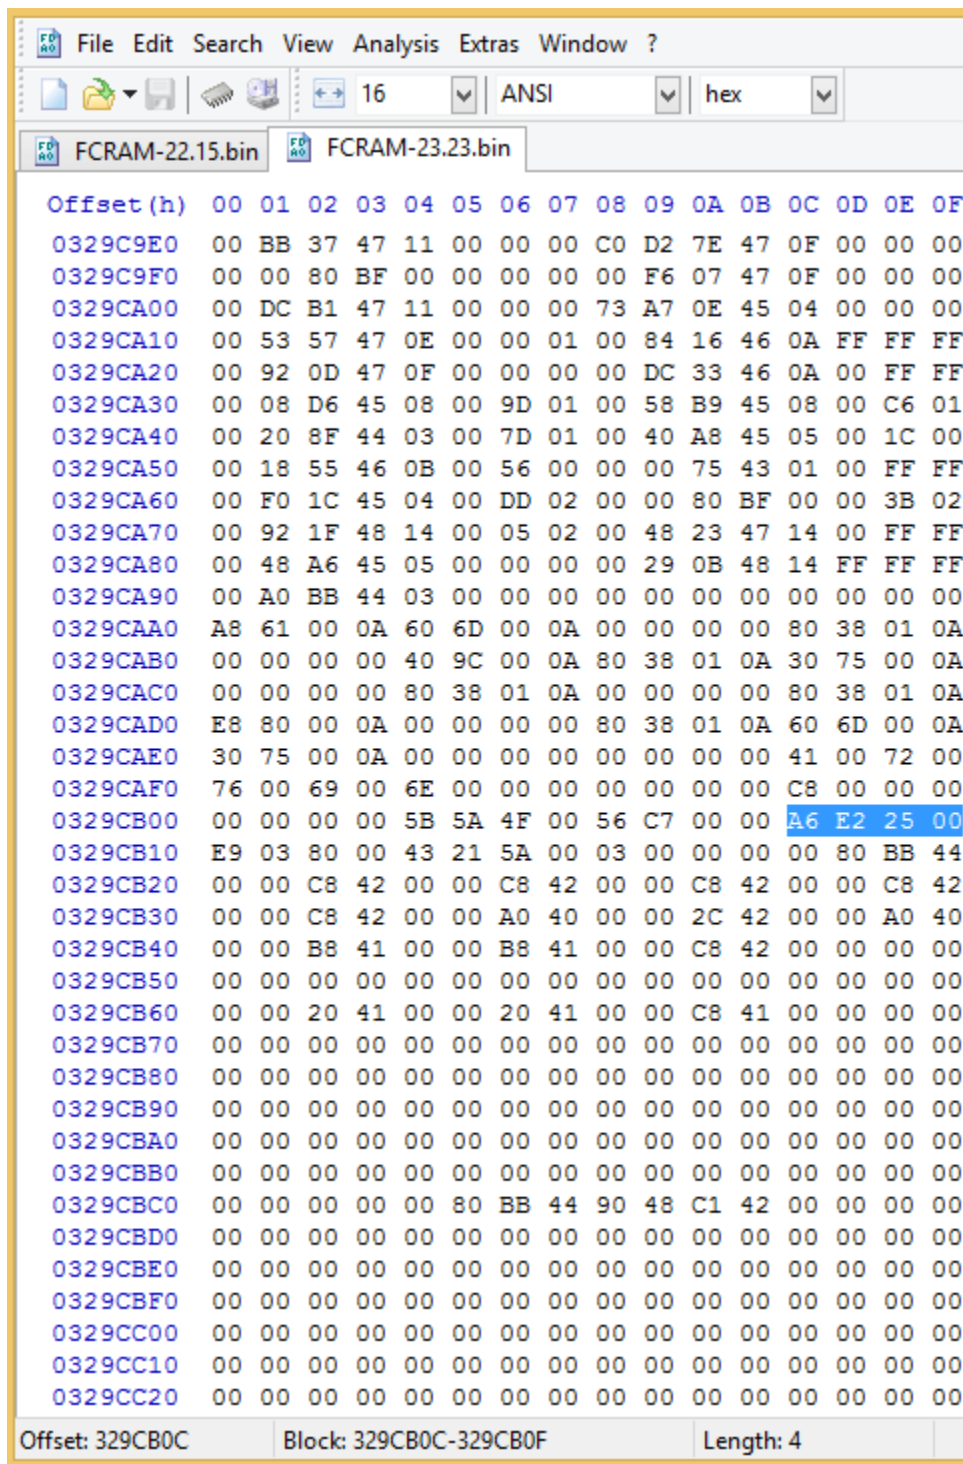 File Edit Search View Analysis Extras Window ?
16 ANSI hex
FCRAM-22.15.bin FCRAM-23.23.bin
Offset(h) 00 01 02 03 04 05 06 07 08 09 0A 0B 0C 0D 0E 0F
0329C9E0 00 BB 37 47 11 00 00 00 C0 D2 7E 47 0F 00 00 00
0329C9F0 00 00 80 BF 00 00 00 00 00 F6 07 47 0F 00 00 00
0329CA00 00 DC B1 47 11 00 00 00 73 A7 0E 45 04 00 00 00
0329CA10 00 53 57 47 0E 00 00 01 00 84 16 46 0A FF FF FF
0329CA20 00 92 0D 47 0F 00 00 00 00 DC 33 46 0A 00 FF FF
0329CA30 00 08 D6 45 08 00 9D 01 00 58 B9 45 08 00 C6 01
0329CA40 00 20 8F 44 03 00 7D 01 00 40 A8 45 05 00 1C 00
0329CA50 00 18 55 46 0B 00 56 00 00 00 75 43 01 00 FF FF
0329CA60 00 F0 1C 45 04 00 DD 02 00 00 80 BF 00 00 3B 02
0329CA70 00 92 1F 48 14 00 05 02 00 48 23 47 14 00 FF FF
0329CA80 00 48 A6 45 05 00 00 00 00 29 0B 48 14 FF FF FF
0329CA90 00 A0 BB 44 03 00 00 00 00 00 00 00 00 00 00 00
0329CAA0 A8 61 00 0A 60 6D 00 0A 00 00 00 00 80 38 01 0A
0329CAB0 00 00 00 00 40 9C 00 0A 80 38 01 0A 30 75 00 0A
0329CAC0 00 00 00 00 80 38 01 0A 00 00 00 00 80 38 01 0A
0329CAD0 E8 80 00 0A 00 00 00 00 80 38 01 0A 60 6D 00 0A
0329CAE0 30 75 00 0A 00 00 00 00 00 00 00 00 41 00 72 00
0329CAF0 76 00 69 00 6E 00 00 00 00 00 00 00 C8 00 00 00
0329CB00 00 00 00 00 5B 5A 4F 00 56 C7 00 00 A6 E2 25 00
0329CB10 E9 03 80 00 43 21 5A 00 03 00 00 00 00 80 BB 44
0329CB20 00 00 C8 42 00 00 C8 42 00 00 C8 42 00 00 C8 42
0329CB30 00 00 C8 42 00 00 A0 40 00 00 2C 42 00 00 A0 40
0329CB40 00 00 B8 41 00 00 B8 41 00 00 C8 42 00 00 00 00
0329CB50 00 00 00 00 00 00 00 00 00 00 00 00 00 00 00 00
0329CB60 00 00 20 41 00 00 20 41 00 00 C8 41 00 00 00 00
0329CB70 00 00 00 00 00 00 00 00 00 00 00 00 00 00 00 00
0329CB80 00 00 00 00 00 00 00 00 00 00 00 00 00 00 00 00
0329CB90 00 00 00 00 00 00 00 00 00 00 00 00 00 00 00 00
0329CBA0 00 00 00 00 00 00 00 00 00 00 00 00 00 00 00 00
0329CBB0 00 00 00 00 00 00 00 00 00 00 00 00 00 00 00 00
0329CBC0 00 00 00 00 00 80 BB 44 90 48 C1 42 00 00 00 00
0329CBD0 00 00 00 00 00 00 00 00 00 00 00 00 00 00 00 00
0329CBE0 00 00 00 00 00 00 00 00 00 00 00 00 00 00 00 00
0329CBF0 00 00 00 00 00 00 00 00 00 00 00 00 00 00 00 00
0329CC00 00 00 00 00 00 00 00 00 00 00 00 00 00 00 00 00
0329CC10 00 00 00 00 00 00 00 00 00 00 00 00 00 00 00 00
0329CC20 00 00 00 00 00 00 00 00 00 00 00 00 00 00 00 00
Offset: 329CB0C Block: 329CB0C-329CB0F Length: 4